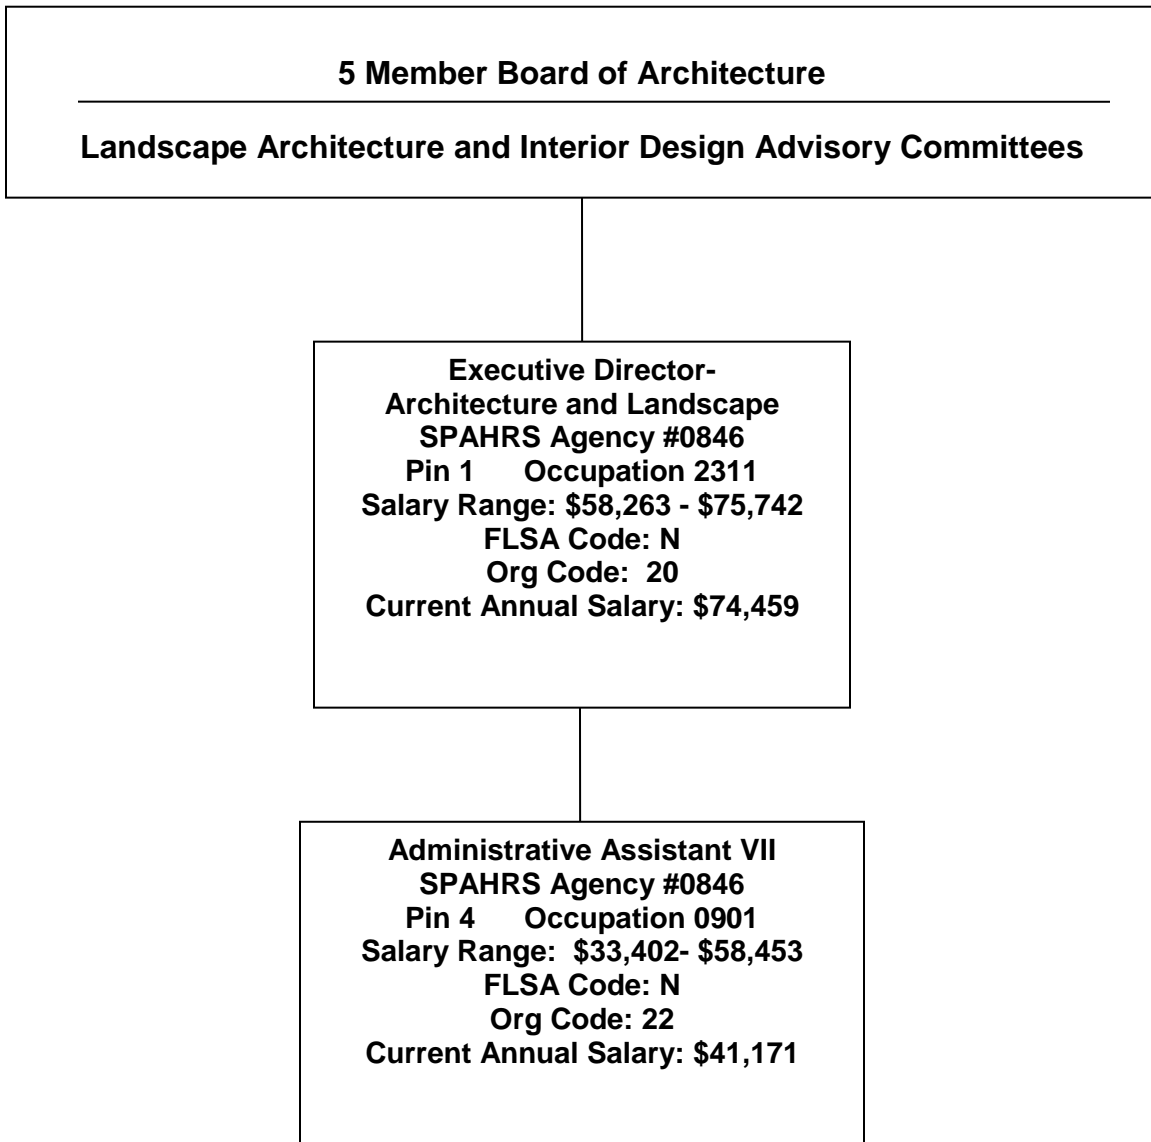 5 Member Board of Architecture
Landscape Architecture and Interior Design Advisory Committees
Executive Director-
Architecture and Landscape
SPAHRS Agency #0846
Pin 1 Occupation 2311
Salary Range: $58,263 - $75,742
FLSA Code: N
Org Code: 20
Current Annual Salary: $74,459
Administrative Assistant VII
SPAHRS Agency #0846
Pin 4 Occupation 0901
Salary Range: $33,402- $58,453
FLSA Code: N
Org Code: 22
Current Annual Salary: $41,171